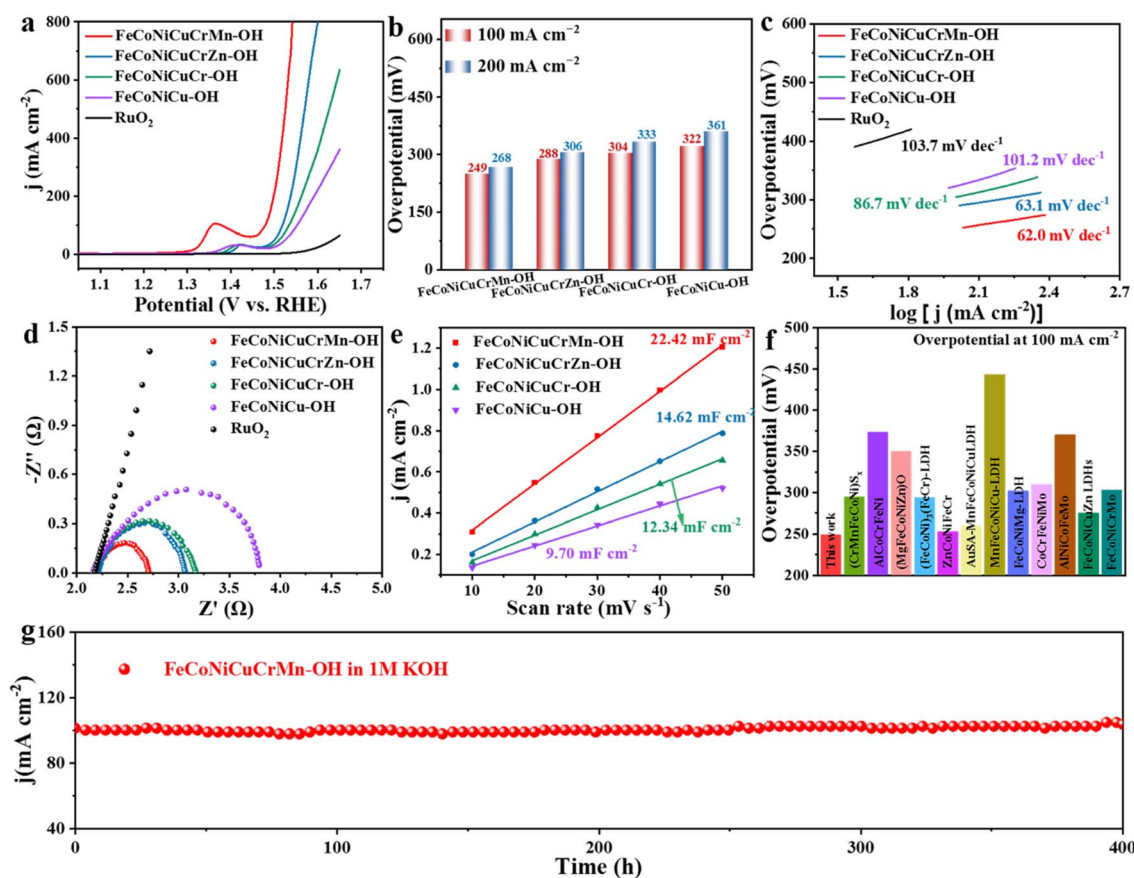 a
FeCoNiCuCrMn-OH
FeCoNiCuCrZn-OH
FeCoNiCuCr-OH
FeCoNiCu-OH
RuO₂
j (mA cm⁻²)
800
600
400
200
0
1.1 1.2 1.3 1.4 1.5 1.6 1.7
Potential (V vs. RHE)
b
100 mA cm⁻²
200 mA cm⁻²
Overpotential (mV)
600
450
300
150
0
249 268 288 306 304 333 322 361
FeCoNiCuCrMn-OH
FeCoNiCuCrZn-OH
FeCoNiCuCr-OH
FeCoNiCu-OH
c
FeCoNiCuCrMn-OH
FeCoNiCuCrZn-OH
FeCoNiCuCr-OH
FeCoNiCu-OH
RuO₂
Overpotential (mV)
600
500
400
300
200
103.7 mV dec⁻¹
101.2 mV dec⁻¹
86.7 mV dec⁻¹
63.1 mV dec⁻¹
62.0 mV dec⁻¹
1.5 1.8 2.1 2.4 2.7
log [ j (mA cm⁻²)]
d
FeCoNiCuCrMn-OH
FeCoNiCuCrZn-OH
FeCoNiCuCr-OH
FeCoNiCu-OH
RuO₂
-Z'' (Ω)
1.5
1.2
0.9
0.6
0.3
0.0
2.0 2.5 3.0 3.5 4.0
Z' (Ω)
e
FeCoNiCuCrMn-OH
FeCoNiCuCrZn-OH
FeCoNiCuCr-OH
FeCoNiCu-OH
j (mA cm⁻²)
1.2
1.0
0.8
0.6
0.4
0.2
22.42 mF cm⁻²
14.62 mF cm⁻²
12.34 mF cm⁻²
9.70 mF cm⁻²
10 20 30 40 50
Scan rate (mV s⁻¹)
f
Overpotential at 100 mA cm⁻²
Overpotential (mV)
500
450
400
350
300
250
200
This work
(CrMnFeCoNi)Sₓ
AlCoCrFeNi
(MgFeCoNiZn)O
(FeCoNi)₃(FeCr)-LDH
ZnCoNiFeCr
AuSA-MnFeCoNiCuLDH
MnFeCoNiCu-LDH
FeCoNiMg-LDH
CoCrFeNiMo
AlNiCoFeMo
FeCoNiCuZn LDHs
FeCoNiCrMo
g
FeCoNiCuCrMn-OH in 1M KOH
j(mA cm⁻²)
160
120
80
40
0 100 200 300 400
Time (h)